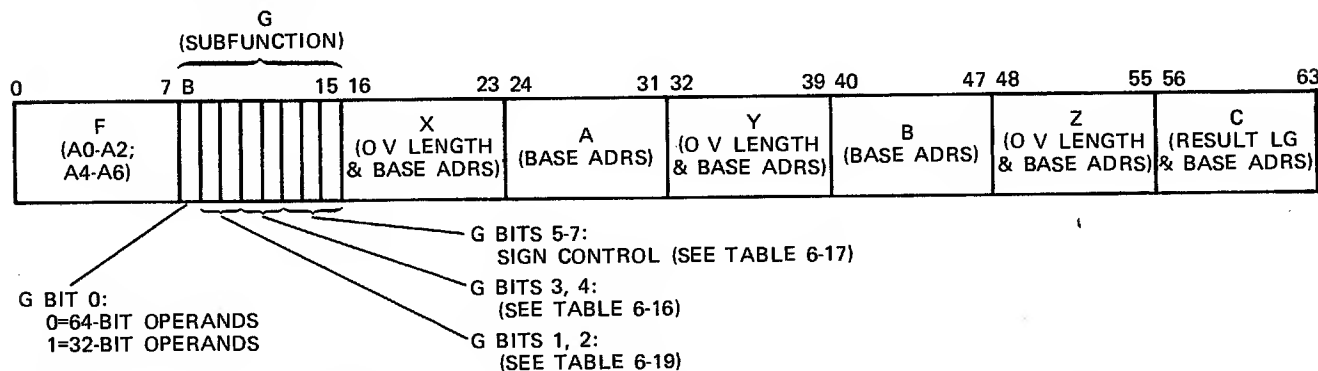 G
(SUBFUNCTION)
0 7 B 15 16 23 24 31 32 39 40 47 48 55 56 63
F
(A0-A2;
A4-A6)
X
(O V LENGTH
& BASE ADRS)
A
(BASE ADRS)
Y
(O V LENGTH
& BASE ADRS)
B
(BASE ADRS)
Z
(O V LENGTH
& BASE ADRS)
C
(RESULT LG
& BASE ADRS)
G BITS 5-7:
SIGN CONTROL (SEE TABLE 6-17)
G BITS 3, 4:
(SEE TABLE 6-16)
G BITS 1, 2:
(SEE TABLE 6-19)
G BIT 0:
0=64-BIT OPERANDS
1=32-BIT OPERANDS